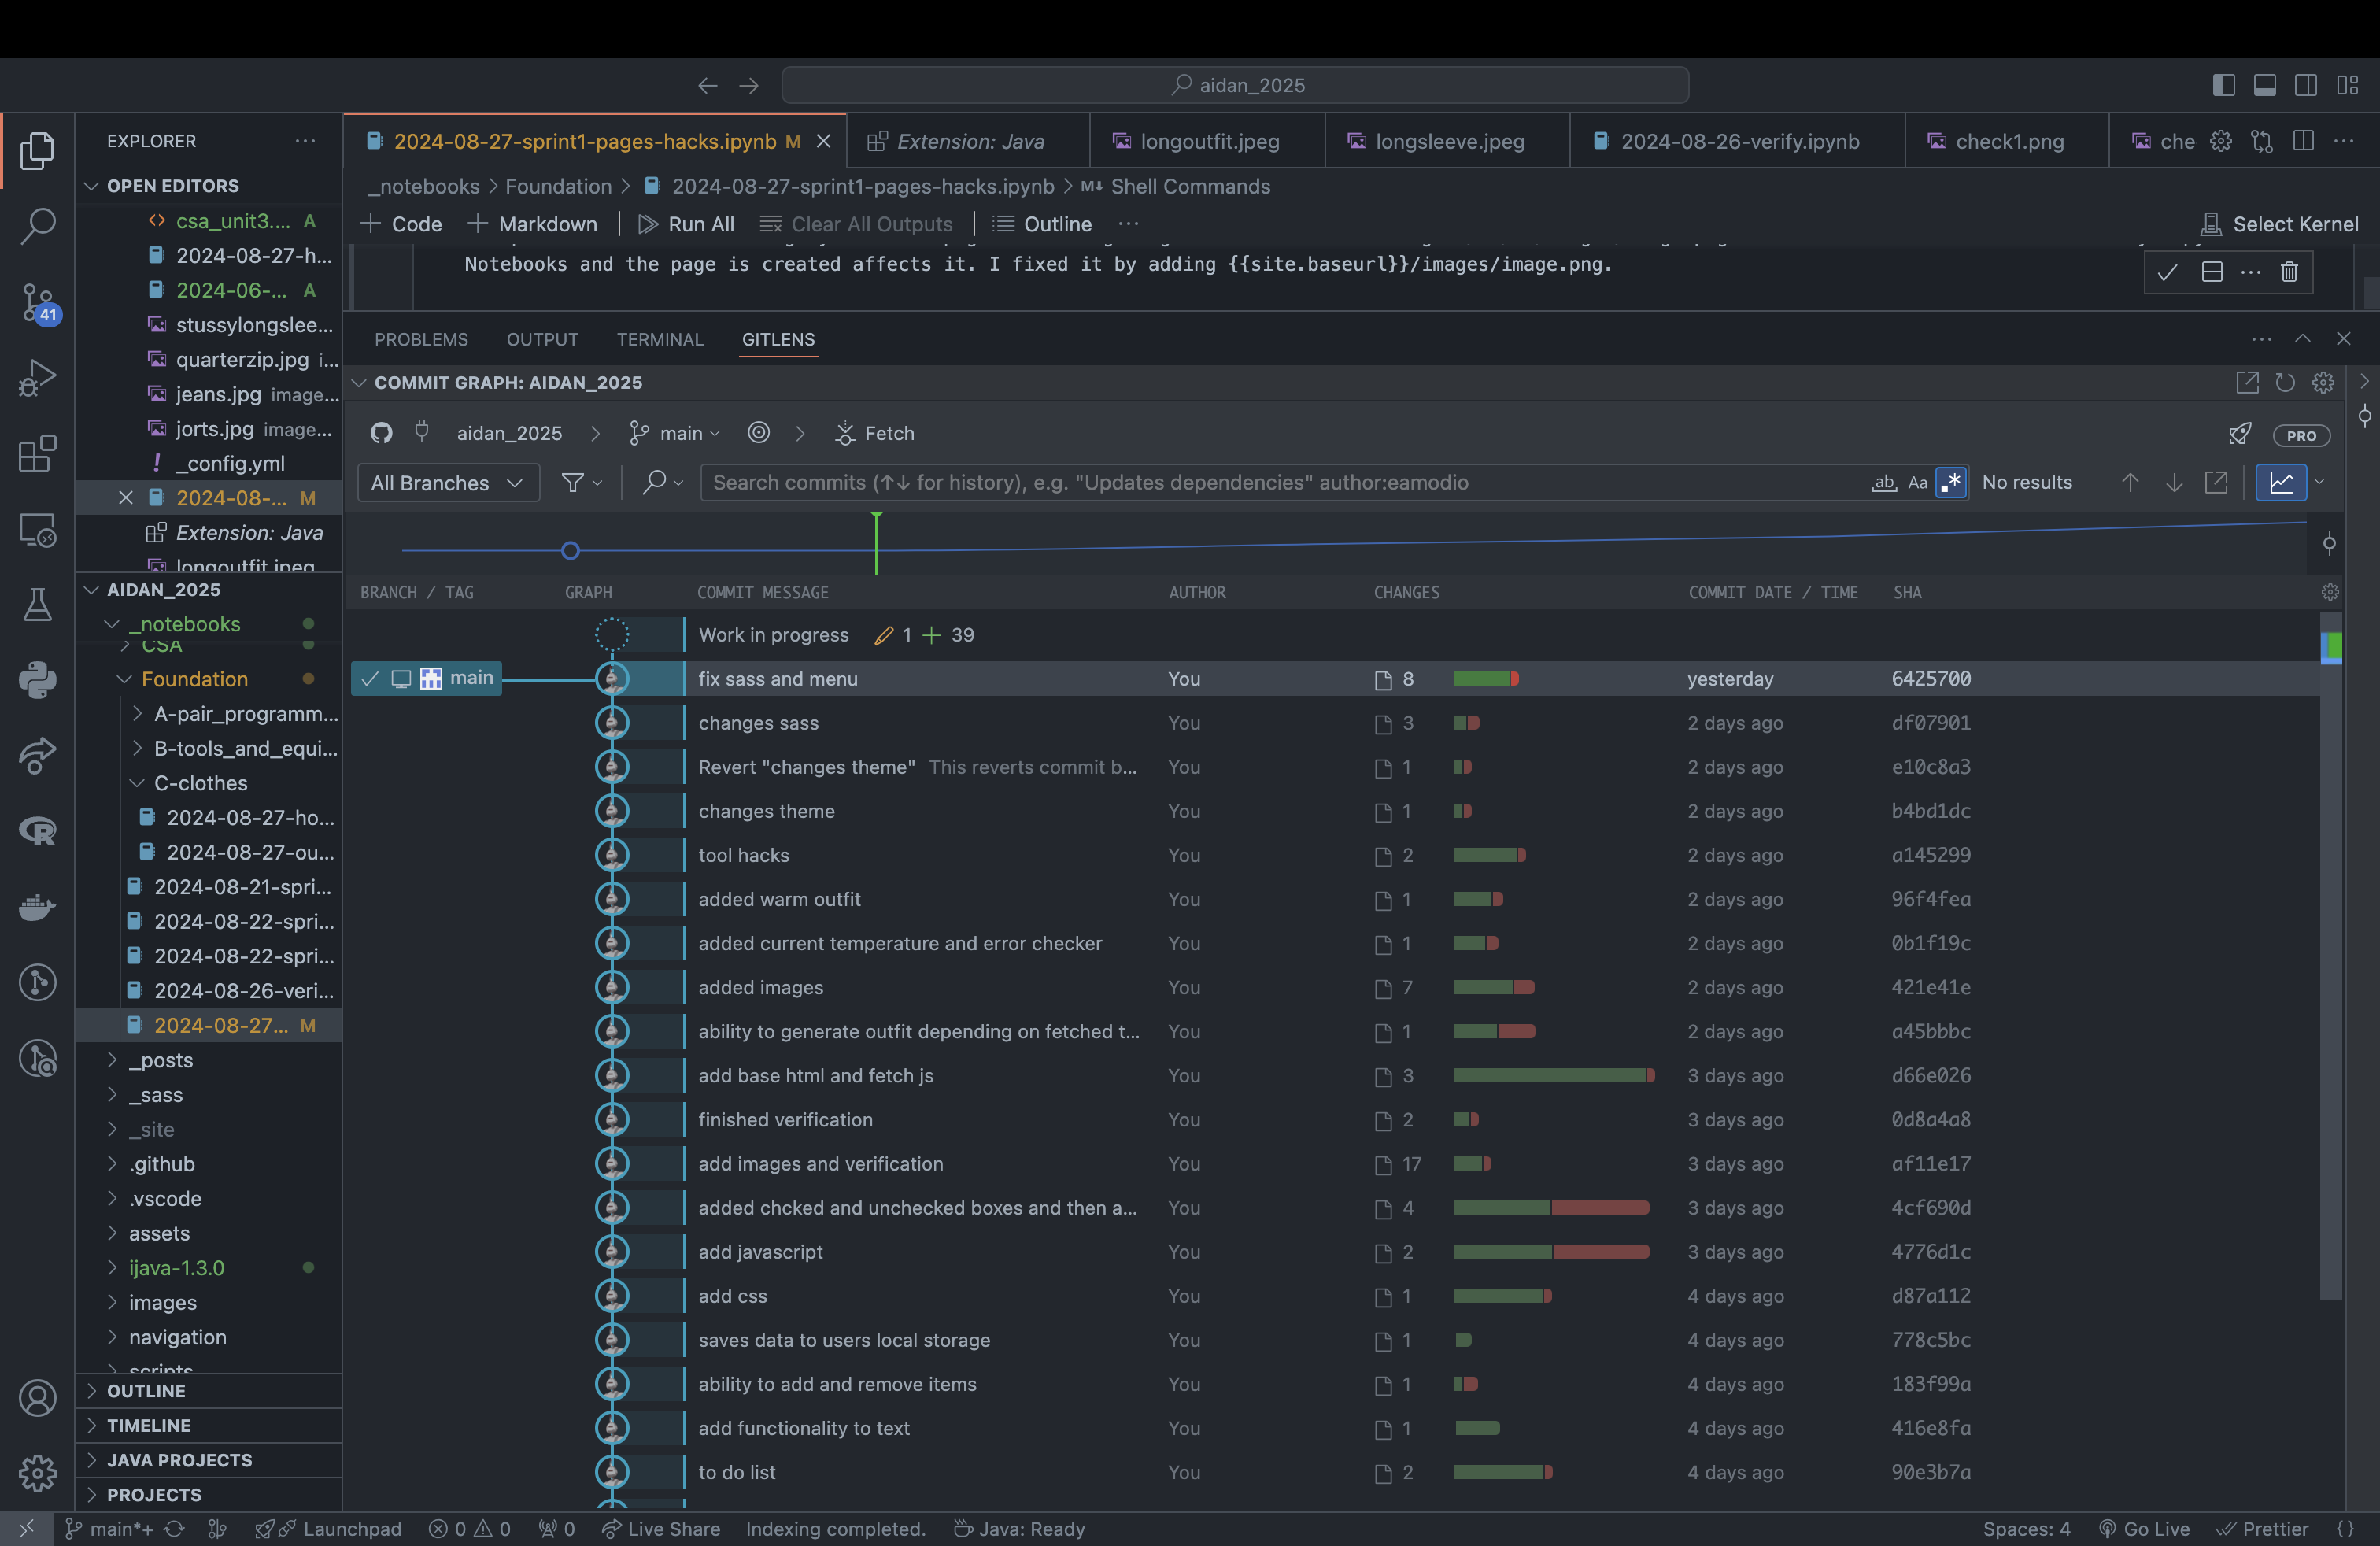 aidan_2025
EXPLORER
OPEN EDITORS
csa_unit3.... A
2024-08-27-h...
2024-06-... A
stussylongslee...
quarterzip.jpg i...
jeans.jpg image...
jorts.jpg image...
! _config.yml
2024-08-... M
Extension: Java
longoutfit.jpeg
AIDAN_2025
_notebooks
CSA
Foundation
A-pair_programm...
B-tools_and_equi...
C-clothes
2024-08-27-ho...
2024-08-27-ou...
2024-08-21-spri...
2024-08-22-spri...
2024-08-22-spri...
2024-08-26-veri...
2024-08-27... M
_posts
_sass
_site
.github
.vscode
assets
ijava-1.3.0
images
navigation
scripts
OUTLINE
TIMELINE
JAVA PROJECTS
PROJECTS
41
2024-08-27-sprint1-pages-hacks.ipynb M
Extension: Java
longoutfit.jpeg
longsleeve.jpeg
2024-08-26-verify.ipynb
check1.png
che
_notebooks > Foundation > 2024-08-27-sprint1-pages-hacks.ipynb > M↓ Shell Commands
+ Code + Markdown Run All Clear All Outputs Outline ... Select Kernel
Notebooks and the page is created affects it. I fixed it by adding {{site.baseurl}}/images/image.png.
PROBLEMS OUTPUT TERMINAL GITLENS
COMMIT GRAPH: AIDAN_2025
aidan_2025 > main > Fetch PRO
All Branches Search commits (↑↓ for history), e.g. "Updates dependencies" author:eamodio ab Aa .* No results
BRANCH / TAG GRAPH COMMIT MESSAGE AUTHOR CHANGES COMMIT DATE / TIME SHA
Work in progress 1 + 39
main fix sass and menu You 8 yesterday 6425700
changes sass You 3 2 days ago df07901
Revert "changes theme" This reverts commit b... You 1 2 days ago e10c8a3
changes theme You 1 2 days ago b4bd1dc
tool hacks You 2 2 days ago a145299
added warm outfit You 1 2 days ago 96f4fea
added current temperature and error checker You 1 2 days ago 0b1f19c
added images You 7 2 days ago 421e41e
ability to generate outfit depending on fetched t... You 1 2 days ago a45bbbc
add base html and fetch js You 3 3 days ago d66e026
finished verification You 2 3 days ago 0d8a4a8
add images and verification You 17 3 days ago af11e17
added chcked and unchecked boxes and then a... You 4 3 days ago 4cf690d
add javascript You 2 3 days ago 4776d1c
add css You 1 4 days ago d87a112
saves data to users local storage You 1 4 days ago 778c5bc
ability to add and remove items You 1 4 days ago 183f99a
add functionality to text You 1 4 days ago 416e8fa
to do list You 2 4 days ago 90e3b7a
main*+ Launchpad 0 0 0 Live Share Indexing completed. Java: Ready Spaces: 4 Go Live Prettier {}